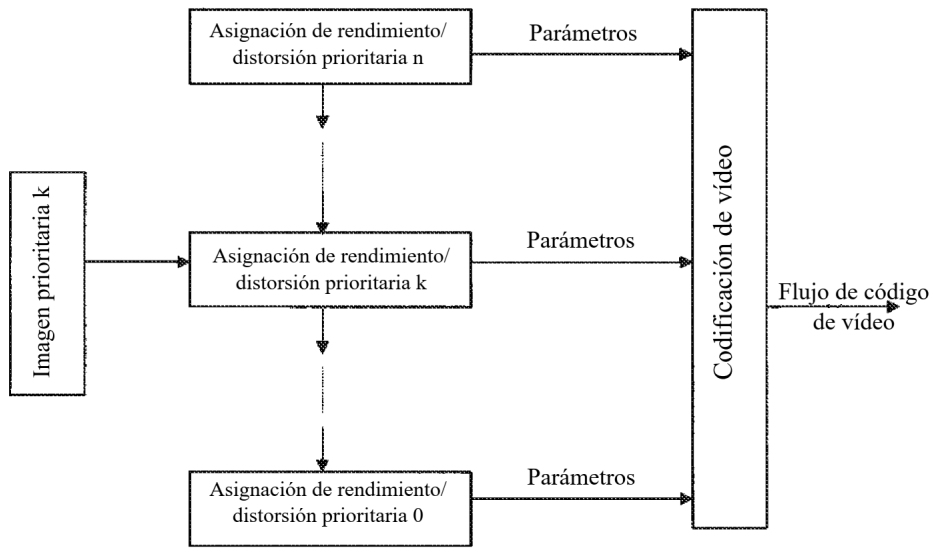 Asignación de rendimiento/
distorsión prioritaria n
Parámetros
Imagen prioritaria k
Asignación de rendimiento/
distorsión prioritaria k
Parámetros
Codificación de vídeo
Flujo de código
de vídeo
Asignación de rendimiento/
distorsión prioritaria 0
Parámetros